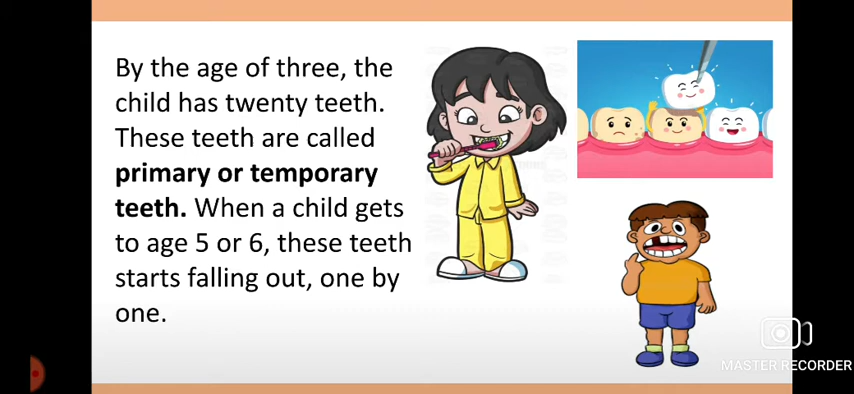 By the age of three, the
child has twenty teeth.
These teeth are called
primary or temporary
teeth. When a child gets
to age 5 or 6, these teeth
starts falling out, one by
one.
MASTER RECORDER